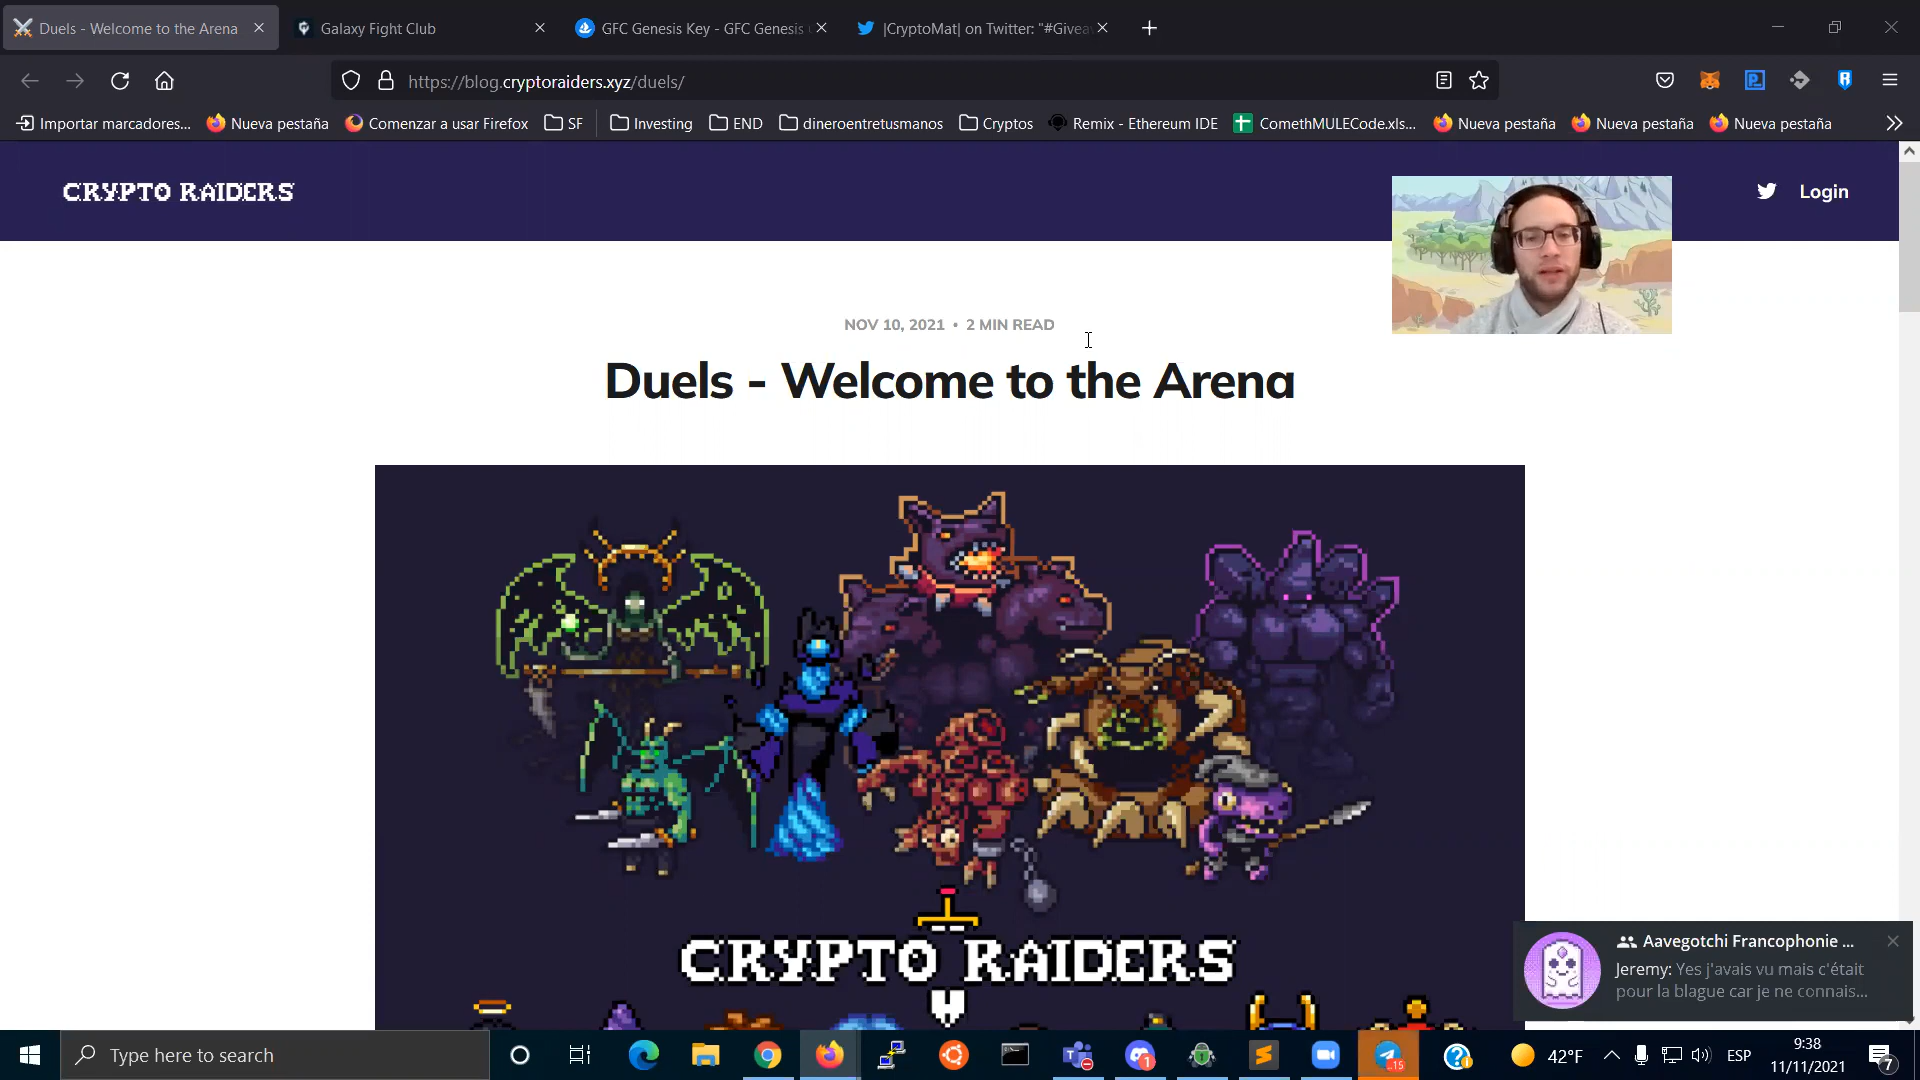 Duels - Welcome to the Arena
Galaxy Fight Club
GFC Genesis Key - GFC Genesis
|CryptoMat| on Twitter: "#Givea
https://blog.cryptoraiders.xyz/duels/
Importar marcadores...
Nueva pestaña
Comenzar a usar Firefox
SF
Investing
END
dineroentretusmanos
Cryptos
Remix - Ethereum IDE
ComethMULECode.xls...
Nueva pestaña
Nueva pestaña
Nueva pestaña
CRYPTO RAIDERS
Login
NOV 10, 2021 • 2 MIN READ
Duels - Welcome to the Arena
CRYPTO RAIDERS
Aavegotchi Francophonie ...
Jeremy: Yes j'avais vu mais c'était
pour la blague car je ne connais...
Type here to search
1
15
42°F
ESP
9:38
11/11/2021
7